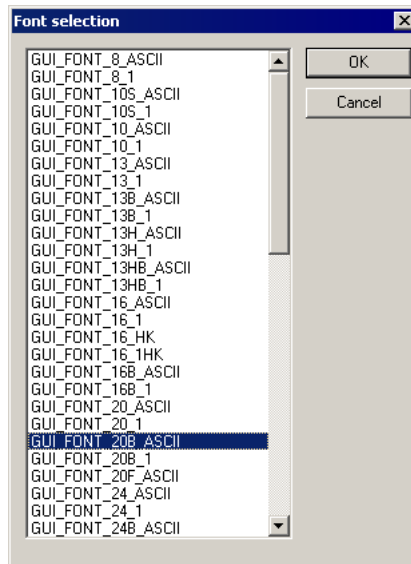 Font selection
GUI_FONT_8_ASCII
GUI_FONT_8_1
GUI_FONT_10S_ASCII
GUI_FONT_10S_1
GUI_FONT_10_ASCII
GUI_FONT_10_1
GUI_FONT_13_ASCII
GUI_FONT_13_1
GUI_FONT_13B_ASCII
GUI_FONT_13B_1
GUI_FONT_13H_ASCII
GUI_FONT_13H_1
GUI_FONT_13HB_ASCII
GUI_FONT_13HB_1
GUI_FONT_16_ASCII
GUI_FONT_16_1
GUI_FONT_16_HK
GUI_FONT_16_1HK
GUI_FONT_16B_ASCII
GUI_FONT_16B_1
GUI_FONT_20_ASCII
GUI_FONT_20_1
GUI_FONT_20B_ASCII
GUI_FONT_20B_1
GUI_FONT_20F_ASCII
GUI_FONT_24_ASCII
GUI_FONT_24_1
GUI_FONT_24B_ASCII
OK
Cancel